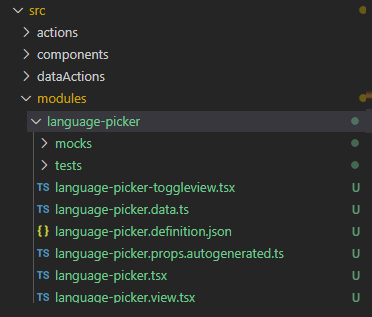 src
actions
components
dataActions
modules
language-picker
mocks
tests
TS language-picker-toggleview.tsx U
TS language-picker.data.ts U
{} language-picker.definition.json U
TS language-picker.props.autogenerated.ts U
TS language-picker.tsx U
TS language-picker.view.tsx U